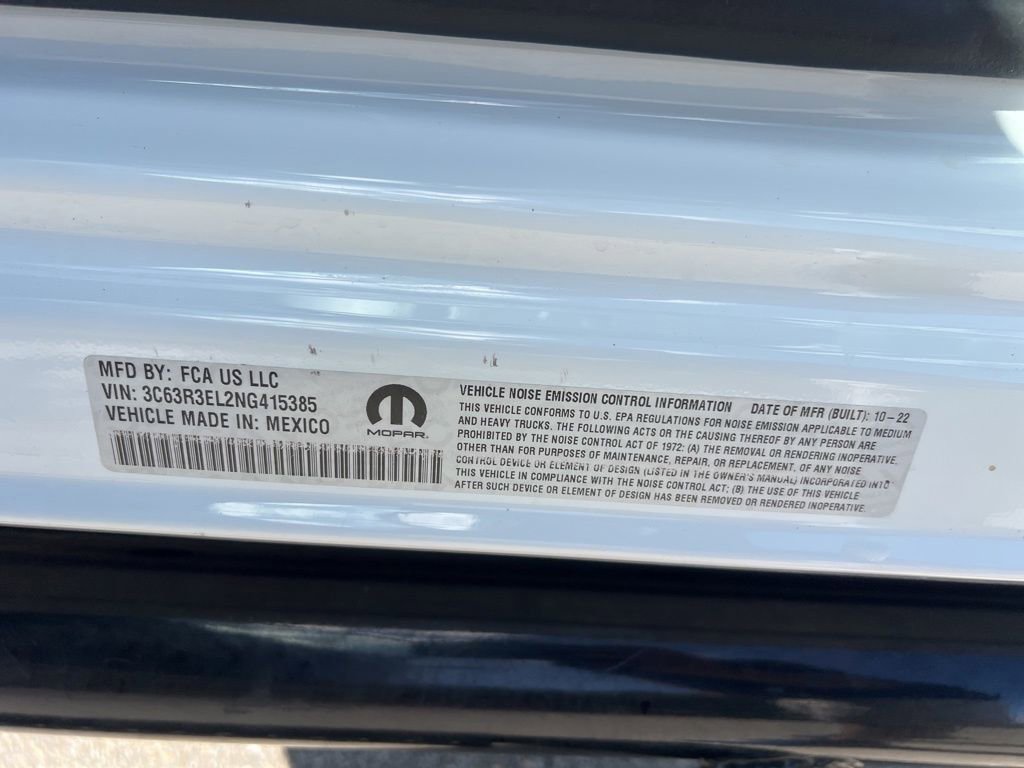 MFD BY: FCA US LLC
VIN: 3C63R3EL2NG415385
VEHICLE MADE IN: MEXICO
MOPAR
VEHICLE NOISE EMISSION CONTROL INFORMATION DATE OF MFR (BUILT): 10-22
THIS VEHICLE CONFORMS TO U.S. EPA REGULATIONS FOR NOISE EMISSION APPLICABLE TO MEDIUM
AND HEAVY TRUCKS. THE FOLLOWING ACTS OR THE CAUSING THEREOF BY ANY PERSON ARE
PROHIBITED BY THE NOISE CONTROL ACT OF 1972: (A) THE REMOVAL OR RENDERING INOPERATIVE,
OTHER THAN FOR PURPOSES OF MAINTENANCE, REPAIR, OR REPLACEMENT, OF ANY NOISE
CONTROL DEVICE OR ELEMENT OF DESIGN (LISTED IN THE OWNER'S MANUAL) INCORPORATED INTO
THIS VEHICLE IN COMPLIANCE WITH THE NOISE CONTROL ACT; (B) THE USE OF THIS VEHICLE
AFTER SUCH DEVICE OR ELEMENT OF DESIGN HAS BEEN REMOVED OR RENDERED INOPERATIVE.